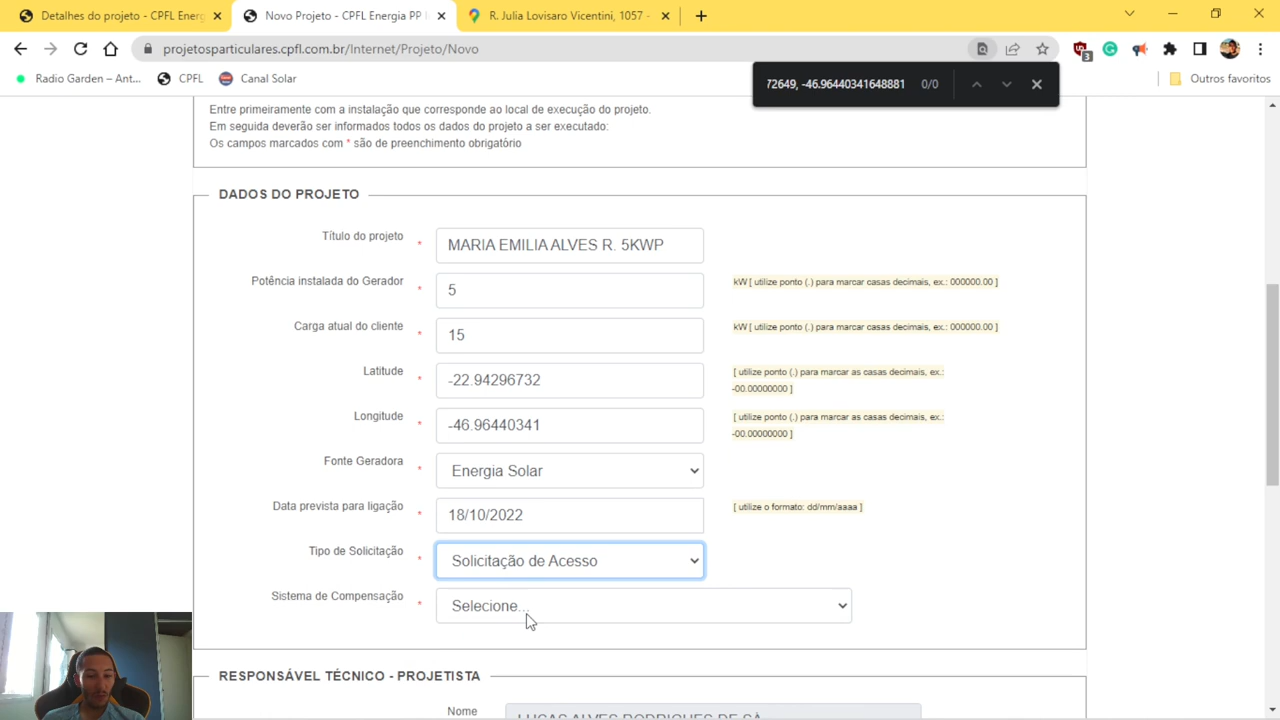 Detalhes do projeto - CPFL Energ
Novo Projeto - CPFL Energia PP I
R. Julia Lovisaro Vicentini, 1057 -
projetosparticulares.cpfl.com.br/Internet/Projeto/Novo
3
Radio Garden – Ant...
CPFL
Canal Solar
Outros favoritos
72649, -46.96440341648881
0/0
Entre primeiramente com a instalação que corresponde ao local de execução do projeto.
Em seguida deverão ser informados todos os dados do projeto a ser executado:
Os campos marcados com * são de preenchimento obrigatório
DADOS DO PROJETO
Título do projeto * MARIA EMILIA ALVES R. 5KWP
Potência instalada do Gerador * 5 kW [ utilize ponto (.) para marcar casas decimais, ex.: 000000.00 ]
Carga atual do cliente * 15 kW [ utilize ponto (.) para marcar casas decimais, ex.: 000000.00 ]
Latitude * -22.94296732 [ utilize ponto (.) para marcar as casas decimais, ex.:
-00.00000000 ]
Longitude * -46.96440341 [ utilize ponto (.) para marcar as casas decimais, ex.:
-00.00000000 ]
Fonte Geradora * Energia Solar
Data prevista para ligação * 18/10/2022 [ utilize o formato: dd/mm/aaaa ]
Tipo de Solicitação * Solicitação de Acesso
Sistema de Compensação * Selecione...
RESPONSÁVEL TÉCNICO - PROJETISTA
Nome LUCAS ALVES RODRIGUES DE SÀ